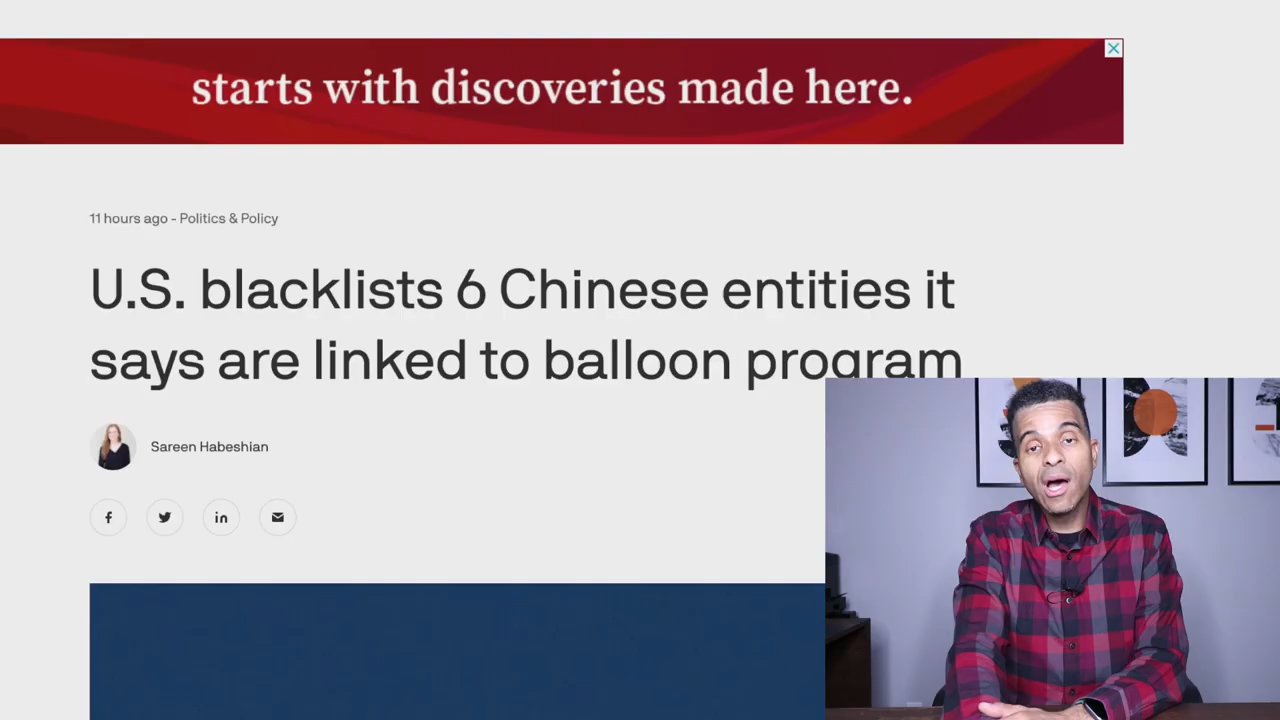 starts with discoveries made here.
11 hours ago - Politics & Policy
U.S. blacklists 6 Chinese entities it
says are linked to balloon program
Sareen Habeshian